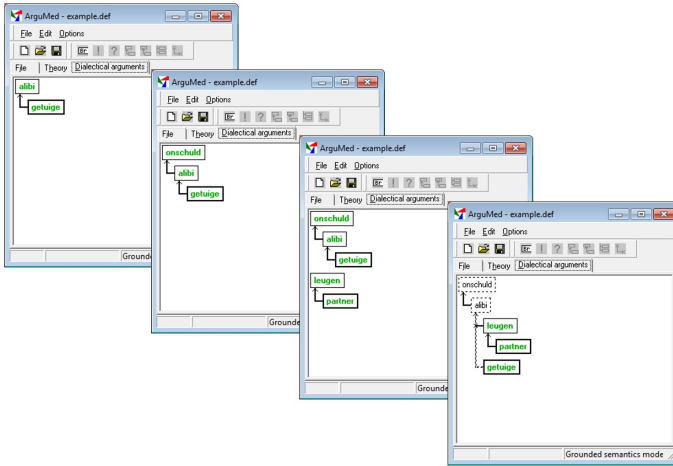 ArguMed - example.def
File Edit Options
File Theory Dialectical arguments
alibi
getuige
Grounde
ArguMed - example.def
File Edit Options
File Theory Dialectical arguments
onschuld
alibi
getuige
Grounde
ArguMed - example.def
File Edit Options
File Theory Dialectical arguments
onschuld
alibi
getuige
leugen
partner
Grounde
ArguMed - example.def
File Edit Options
File Theory Dialectical arguments
onschuld
alibi
leugen
partner
getuige
Grounded semantics mode